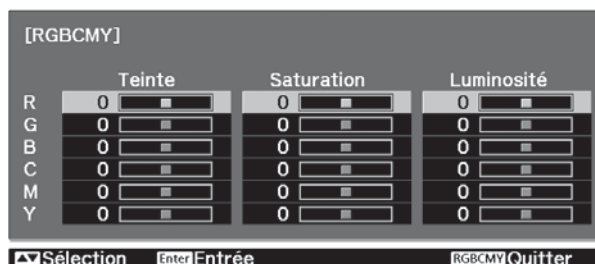 [RGBCMY]
Teinte Saturation Luminosité
R 0 0 0
G 0 0 0
B 0 0 0
C 0 0 0
M 0 0 0
Y 0 0 0
Sélection Enter Entrée RGBCMY Quitter